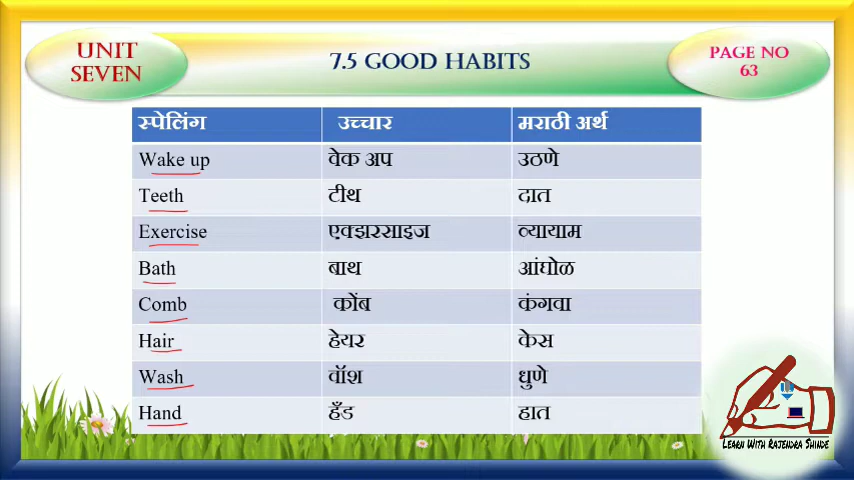 UNIT
SEVEN
7.5 GOOD HABITS
PAGE NO
63
स्पेलिंग उच्चार मराठी अर्थ
Wake up वेक अप उठणे
Teeth टीथ दात
Exercise एक्झरसाइज व्यायाम
Bath बाथ आंघोळ
Comb कोंब कंगवा
Hair हेयर केस
Wash वॉश धुणे
Hand हँड हात
LEARN WITH RAJENDRA SHINDE